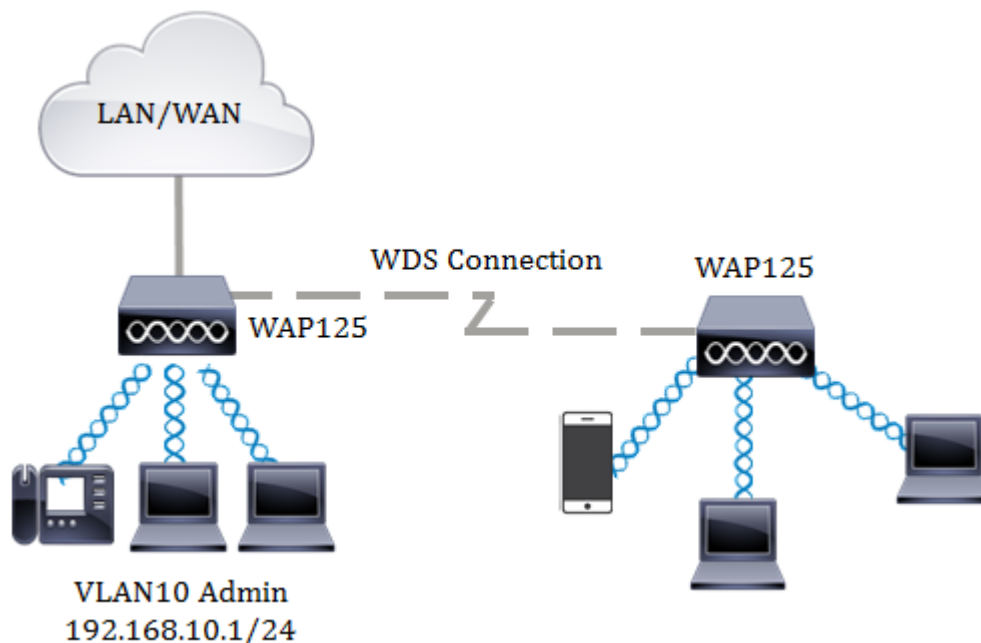 LAN/WAN
WDS Connection
WAP125
WAP125
VLAN10 Admin
192.168.10.1/24